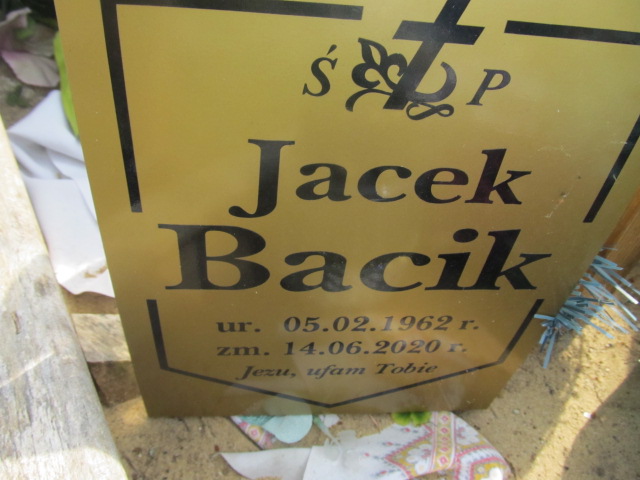 Ś P
Jacek
Bacik
ur. 05.02.1962 r.
zm. 14.06.2020 r.
Jezu, ufam Tobie